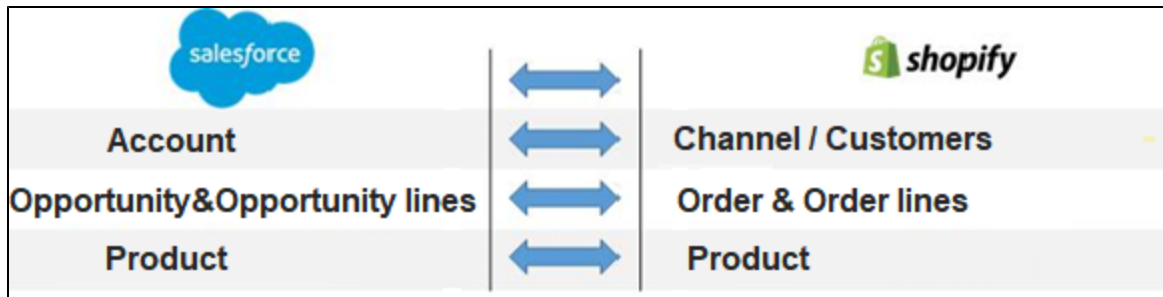 salesforce
shopify
Account
Channel / Customers
Opportunity&Opportunity lines
Order & Order lines
Product
Product